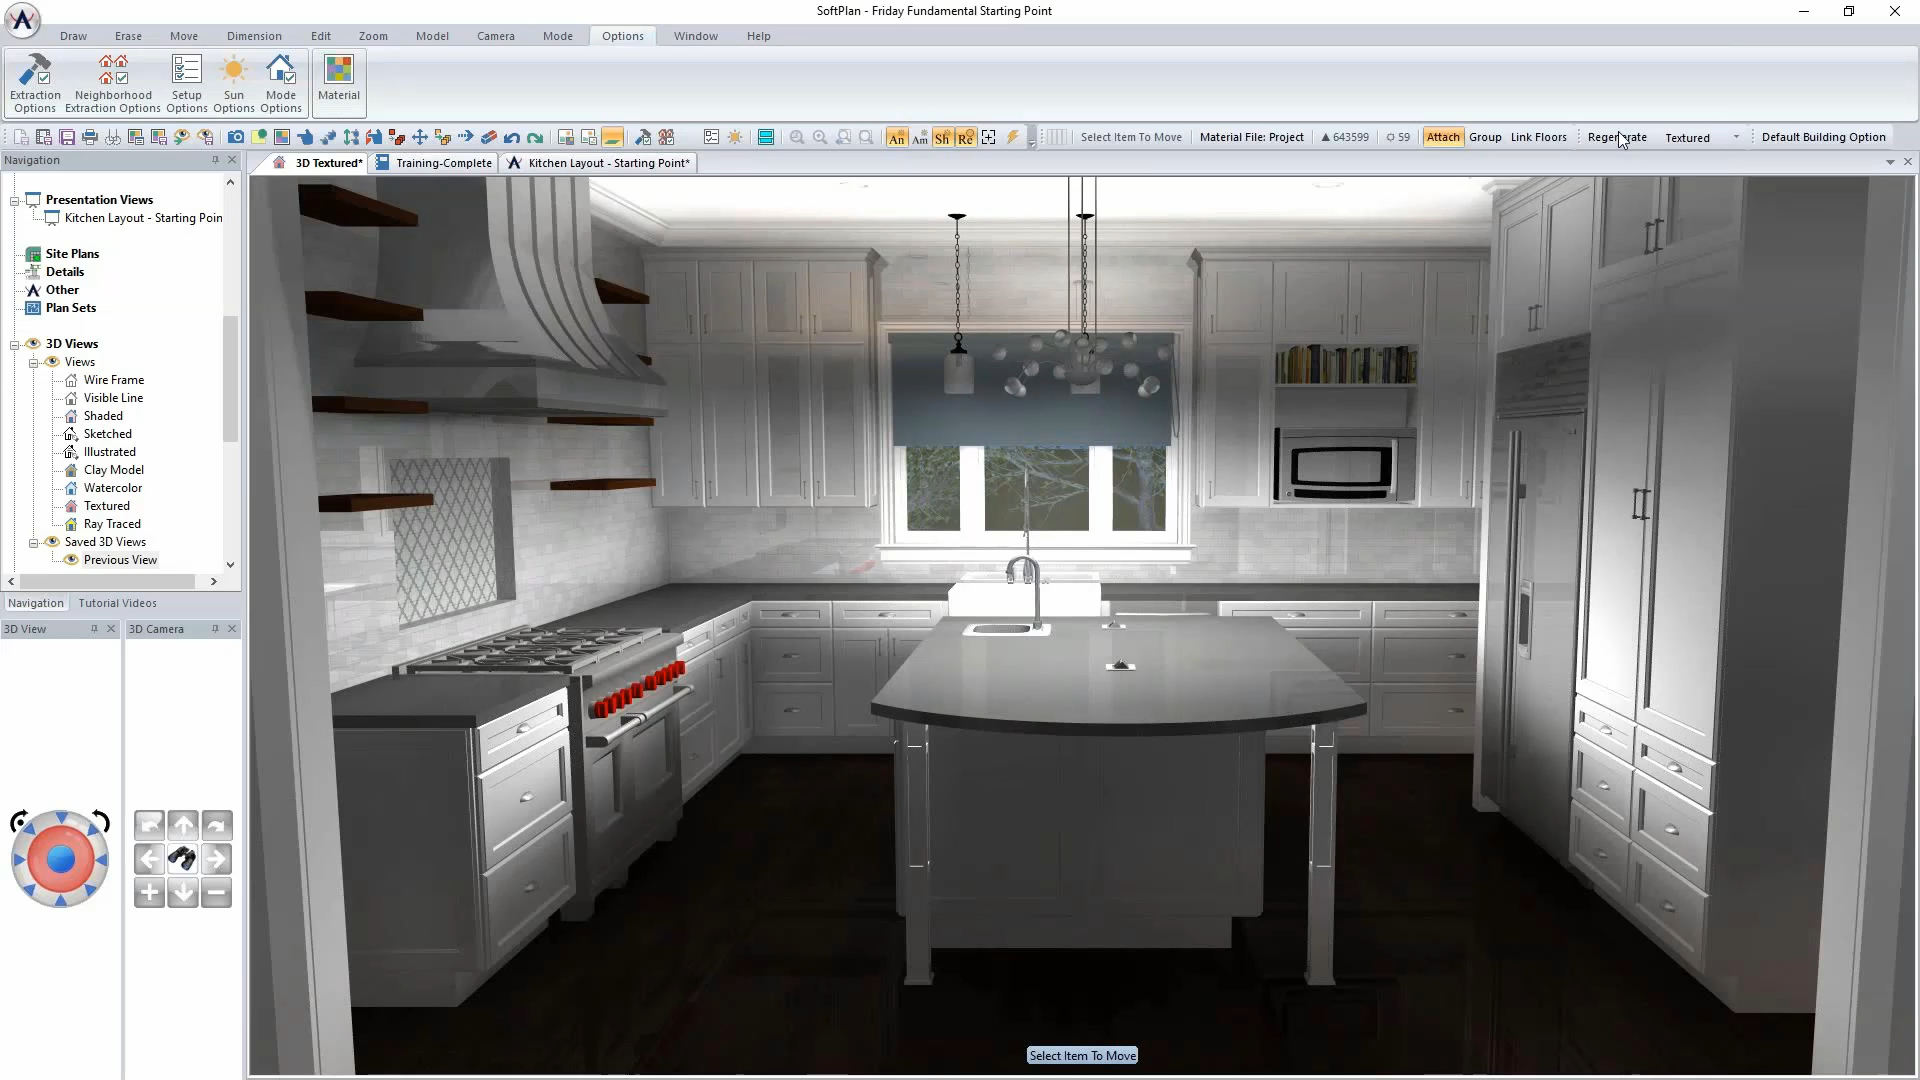 SoftPlan - Friday Fundamental Starting Point
Draw Erase Move Dimension Edit Zoom Model Camera Mode Options Window Help
Extraction Options
Neighborhood Extraction Options
Setup Options
Sun Options
Mode Options
Material
An Am Sh Re Select Item To Move Material File: Project 643599 59 Attach Group Link Floors Regenerate Textured Default Building Option
Navigation
3D Textured* Training-Complete Kitchen Layout - Starting Point*
Presentation Views
Kitchen Layout - Starting Poin
Site Plans
Details
Other
Plan Sets
3D Views
Views
Wire Frame
Visible Line
Shaded
Sketched
Illustrated
Clay Model
Watercolor
Textured
Ray Traced
Saved 3D Views
Previous View
Navigation Tutorial Videos
3D View 3D Camera
Select Item To Move